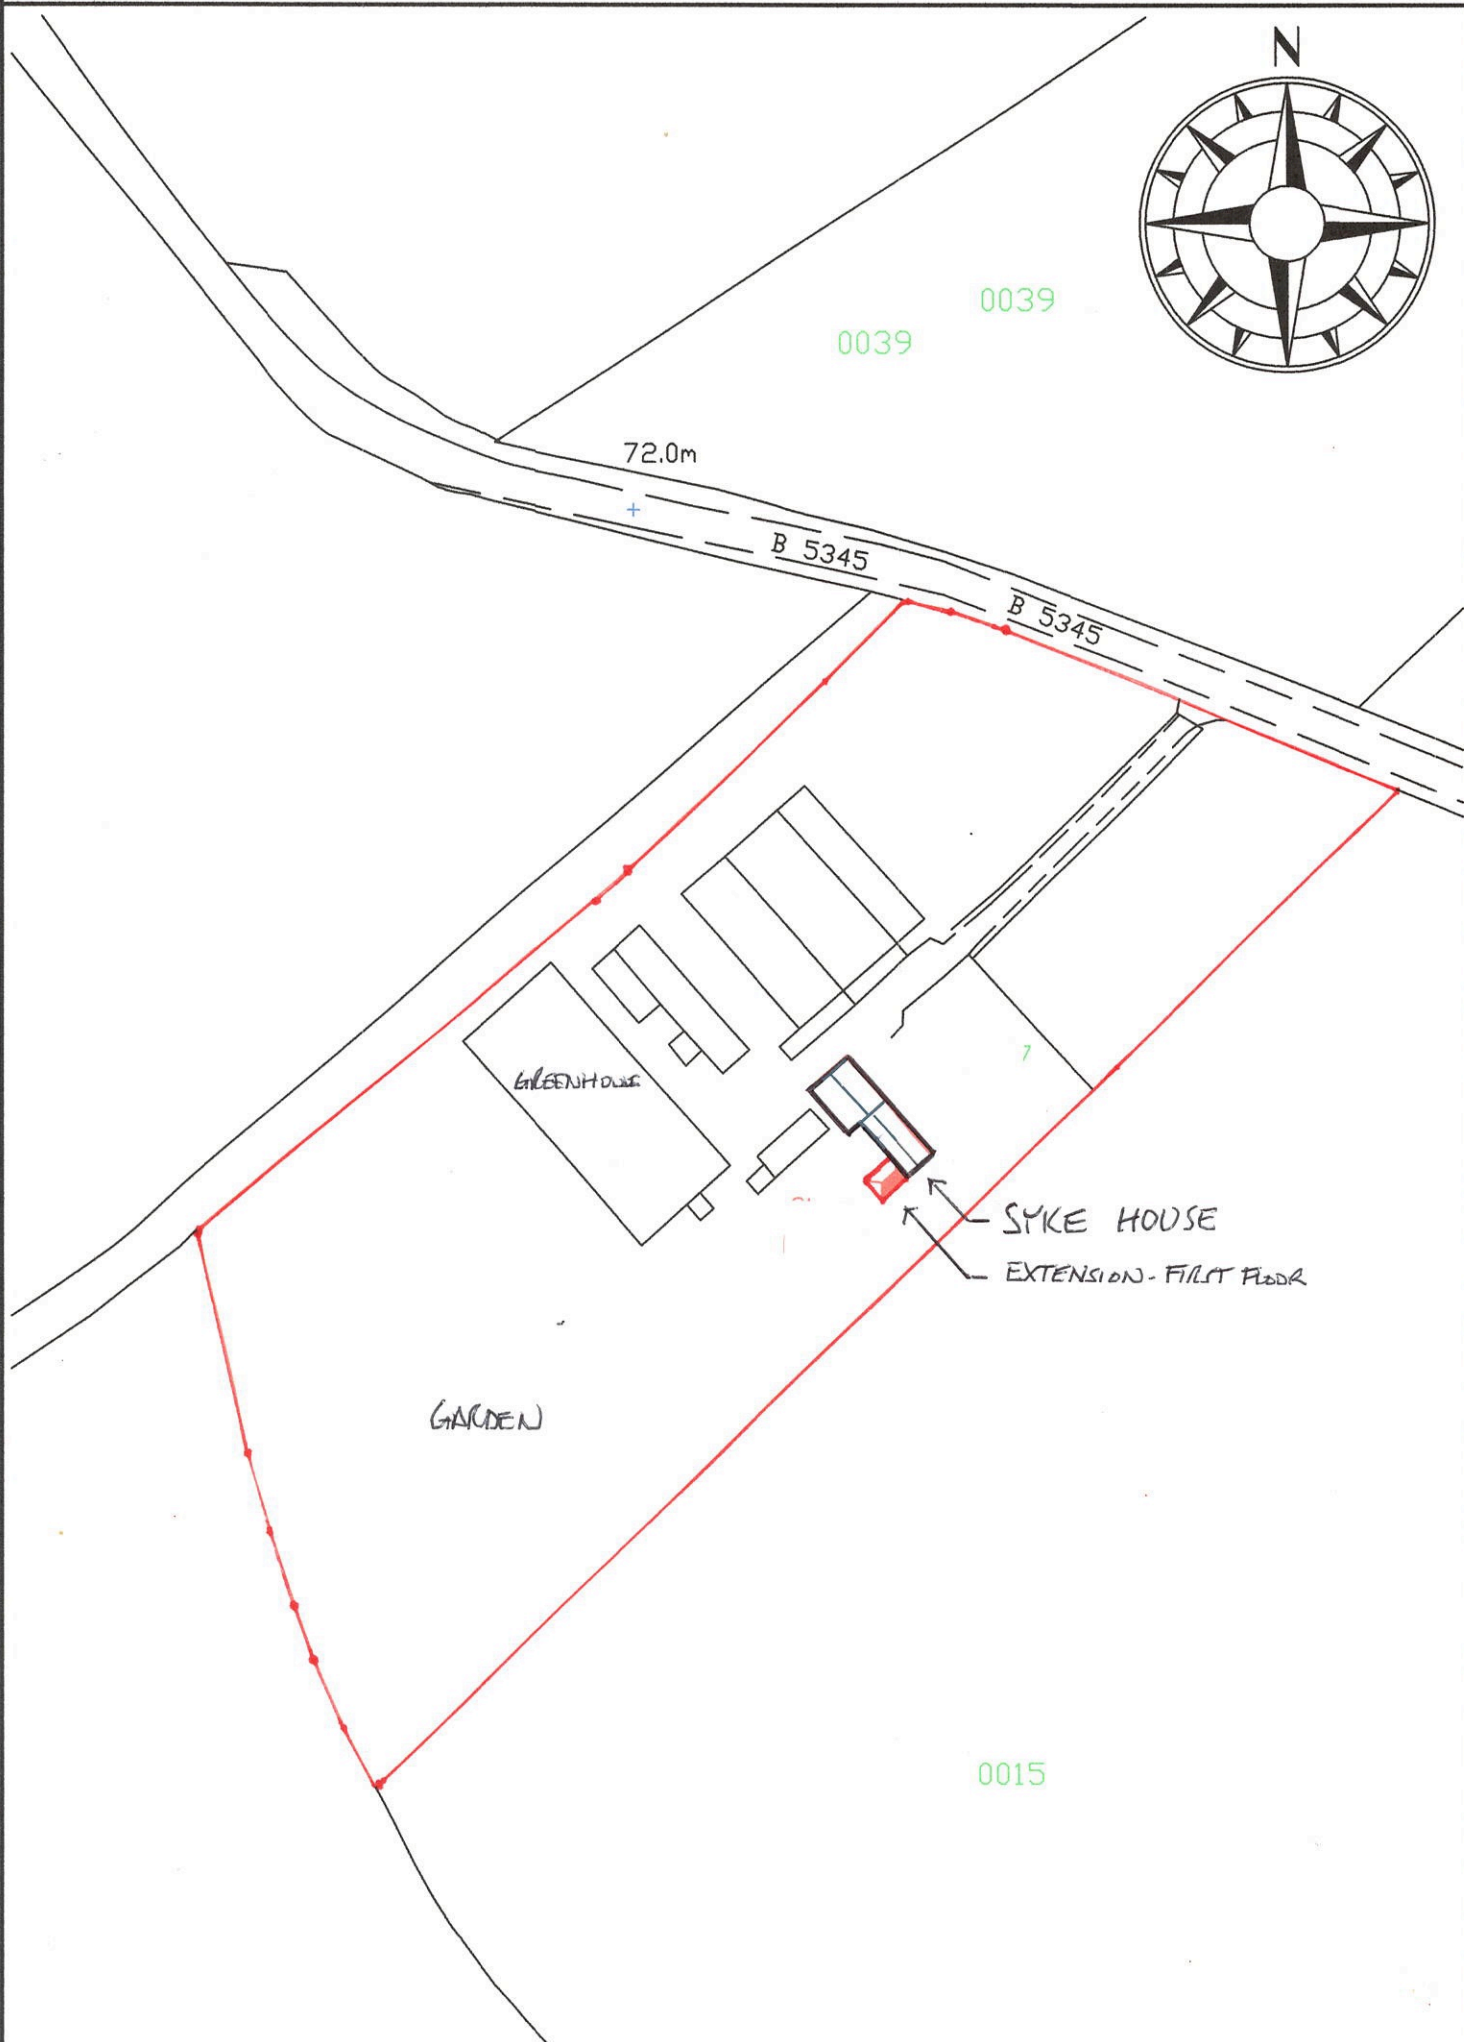 N
0039
0039
72.0m
B 5345
B 5345
GREENHOUSE
7
SYKE HOUSE
EXTENSION - FIRST FLOOR
GARDEN
0015